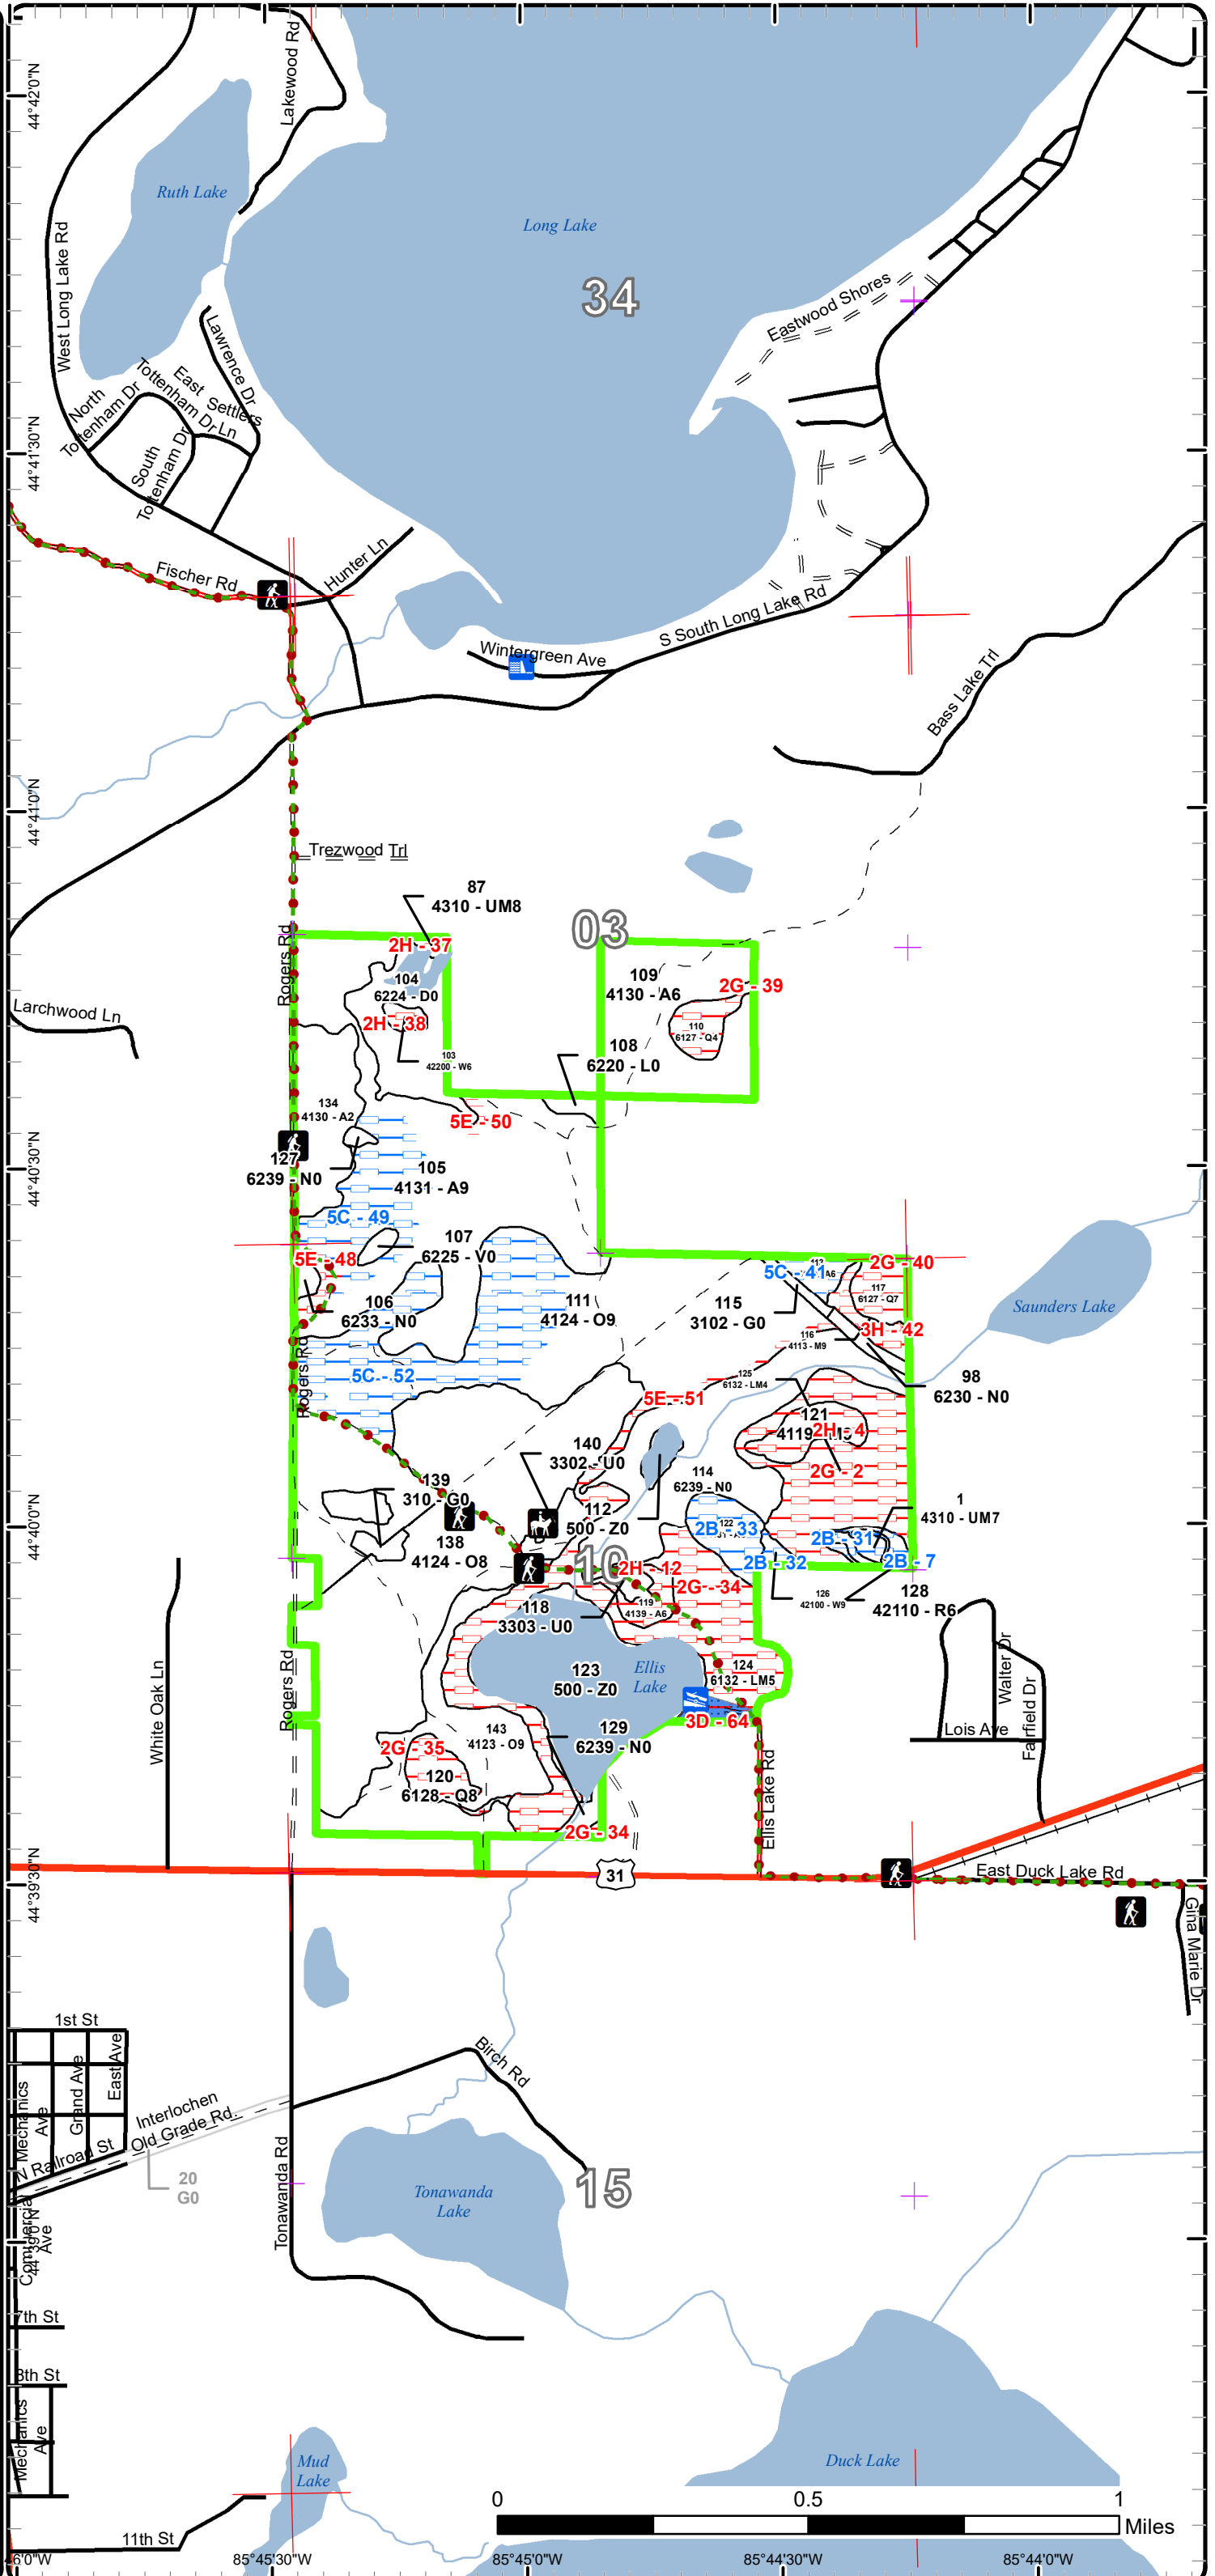 Lakewood Rd
44°42'0"N
Ruth Lake
Long Lake
34
West Long Lake Rd
Eastwood Shores
Lawrence Dr
North
Tottenham Dr
East
Tottenham Dr
Settlers
Ln
South
Tottenham Dr
44°41'30"N
Fischer Rd
Hunter Ln
S South Long Lake Rd
Wintergreen Ave
Bass Lake Trl
44°41'0"N
Trezwood Trl
87
4310 - UM8
03
Rogers Rd
2H - 37
104
6224 - D0
109
4130 - A6
2G - 39
Larchwood Ln
2H - 38
110
6127 - Q4
103
42200 - W6
108
6220 - L0
134
4130 - A2
5E - 50
44°40'30"N
127
6239 - N0
105
4131 - A9
5C - 49
107
6225 - V0
5E - 48
5C - 41
2G - 40
117
6127 - Q7
Saunders Lake
106
6233 - N0
111
4124 - O9
115
3102 - G0
3H - 42
116
4113 - M9
Rogers Rd
5C - 52
125
6132 - LM4
98
6230 - N0
5E - 51
121
2H - 4
140
3302 - U0
2G - 2
139
310 - G0
114
6239 - N0
1
4310 - UM7
112
500 - Z0
122
2B - 33
2B - 31
44°40'0"N
138
4124 - O8
10
2B - 32
2B - 7
2H - 12
2G - 34
126
42100 - W9
128
42110 - R6
118
3303 - U0
119
4139 - A6
123
500 - Z0
Ellis
Lake
124
6132 - LM5
White Oak Ln
Rogers Rd
Walter Dr
Lois Ave
Fairfield Dr
3D - 64
143
4123 - O9
129
6239 - N0
2G - 35
120
6128 - Q8
Ellis Lake Rd
2G - 34
31
East Duck Lake Rd
44°39'30"N
Gina Marie Dr
1st St
Mechanics
Ave
Grand Ave
East Ave
Birch Rd
Interlochen
Old Grade Rd.
N Railroad St
20
G0
Tonawanda Rd
Tonawanda
Lake
15
Commercial
Ave
44°39'0"N
7th St
8th St
Mechanics
Ave
Mud
Lake
Duck Lake
0 0.5 1
Miles
11th St
85°45'30"W
85°45'0"W
85°44'30"W
85°44'0"W